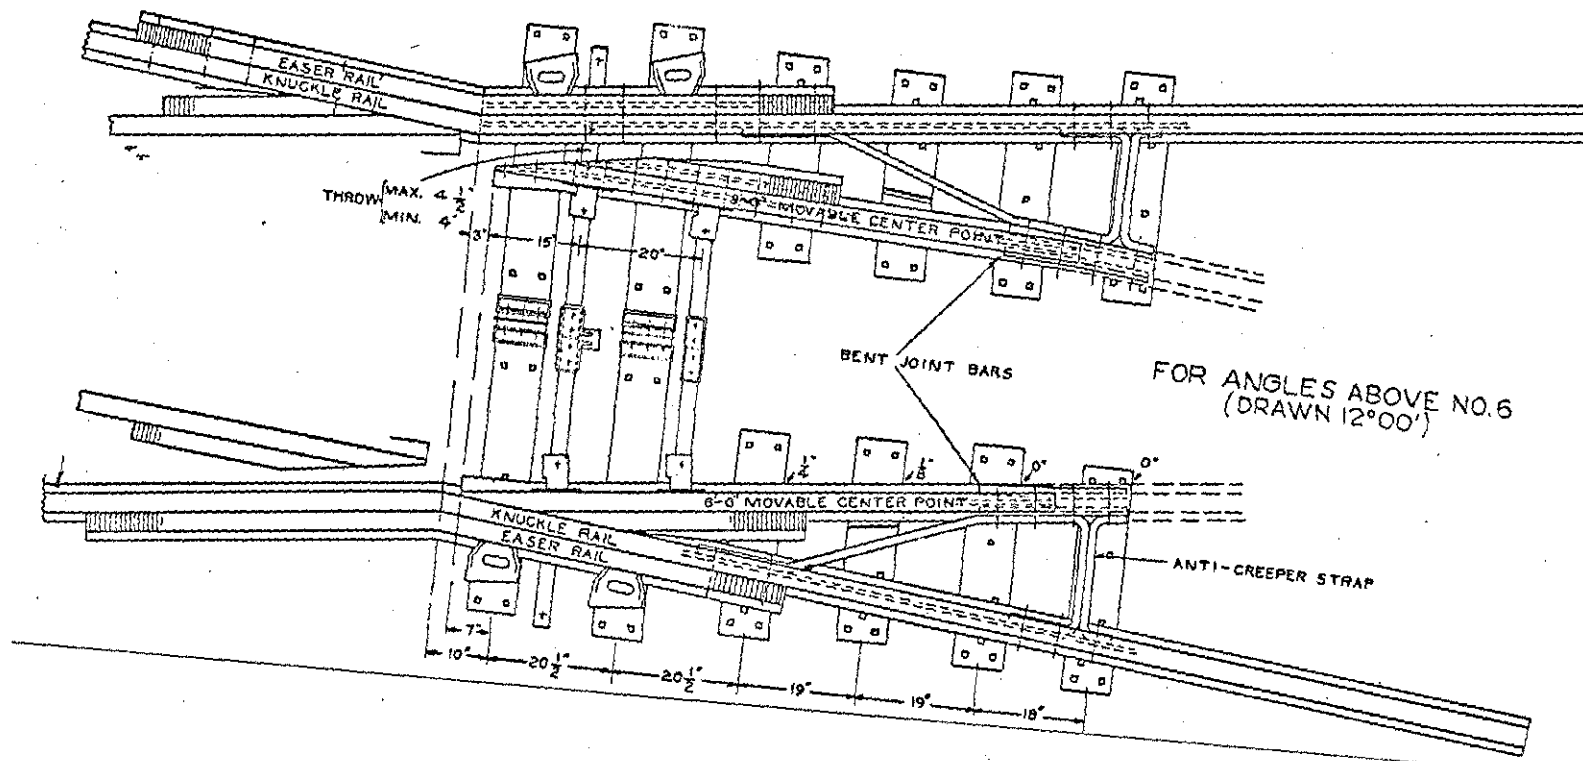 EASER RAIL
KNUCKLE RAIL
THROW
MAX. 4 1/2"
MIN. 4"
3"
15"
20"
MOVABLE CENTER POINT
BENT JOINT BARS
FOR ANGLES ABOVE NO.6
(DRAWN 12°00')
1/4"
1/8"
0"
0"
MOVABLE CENTER POINT
KNUCKLE RAIL
EASER RAIL
ANTI-CREEPER STRAP
7"
10"
20 1/2"
20 1/2"
19"
19"
18"